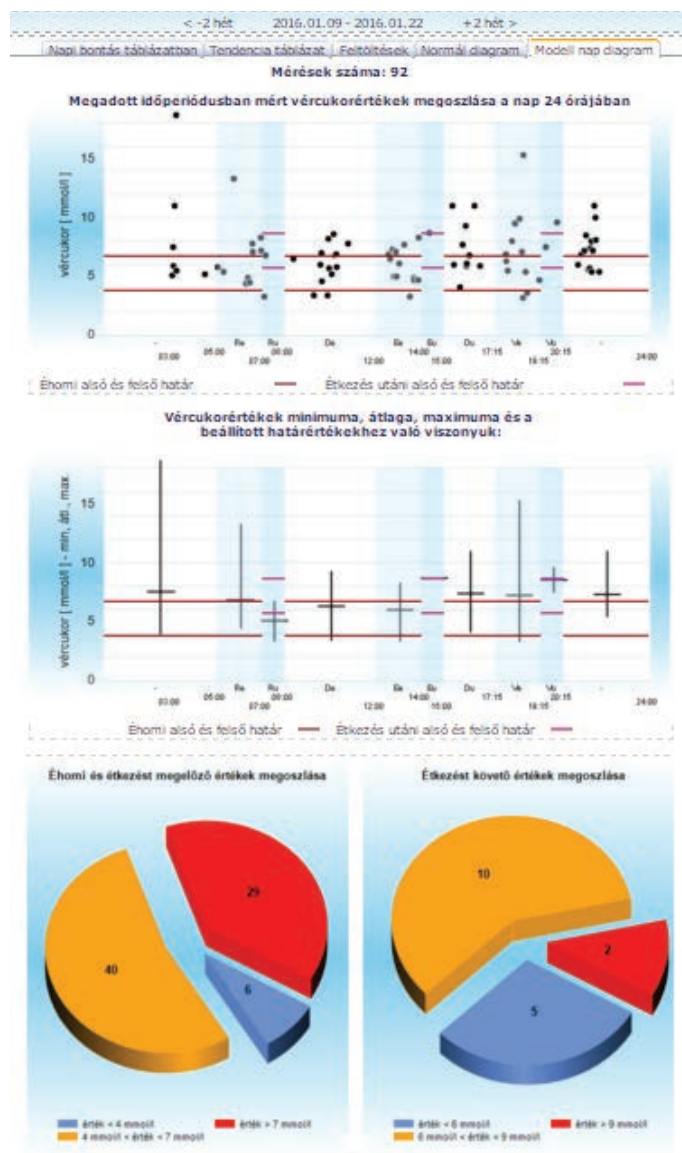 < -2 hét 2016.01.09 - 2016.01.22 +2 hét >
Napi bontás táblázatban Tendencia táblázat Feltöltések Normál diagram Modell nap diagram
Mérések száma: 92
Megadott időperiódusban mért vércukorértékek megoszlása a nap 24 órájában
vércukor [ mmol/l ]
15
10
5
0
- Re Ru De Ee Eu Du Ve Vu -
03:00 05:00 07:00 09:00 12:00 14:00 15:00 17:15 19:15 20:15 24:00
Éhomi alsó és felső határ Étkezés utáni alsó és felső határ
Vércukorértékek minimuma, átlaga, maximuma és a
beállított határértékekhez való viszonyuk:
vércukor [ mmol/l ] - min, átl., max.
15
10
5
0
- Re Ru De Ee Eu Du Ve Vu -
03:00 05:00 07:00 09:00 12:00 14:00 15:00 17:15 19:15 20:15 24:00
Éhomi alsó és felső határ Étkezés utáni alsó és felső határ
Éhomi és étkezést megelőző értékek megoszlása
29
40
6
érték < 4 mmol/l érték > 7 mmol/l
4 mmol/l < érték < 7 mmol/l
Étkezést követő értékek megoszlása
10
2
5
érték < 6 mmol/l érték > 9 mmol/l
6 mmol/l < érték < 9 mmol/l